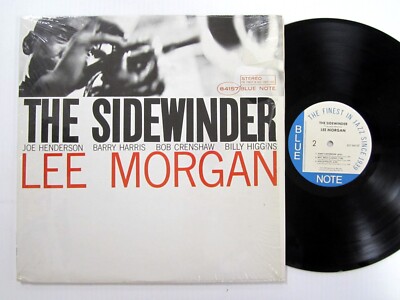 STEREO
84157 BLUE NOTE
THE SIDEWINDER
JOE HENDERSON BARRY HARRIS BOB CRENSHAW BILLY HIGGINS
LEE MORGAN
THE FINEST IN JAZZ SINCE 1939
THE SIDEWINDER
LEE MORGAN
2
BLUE
NOTE